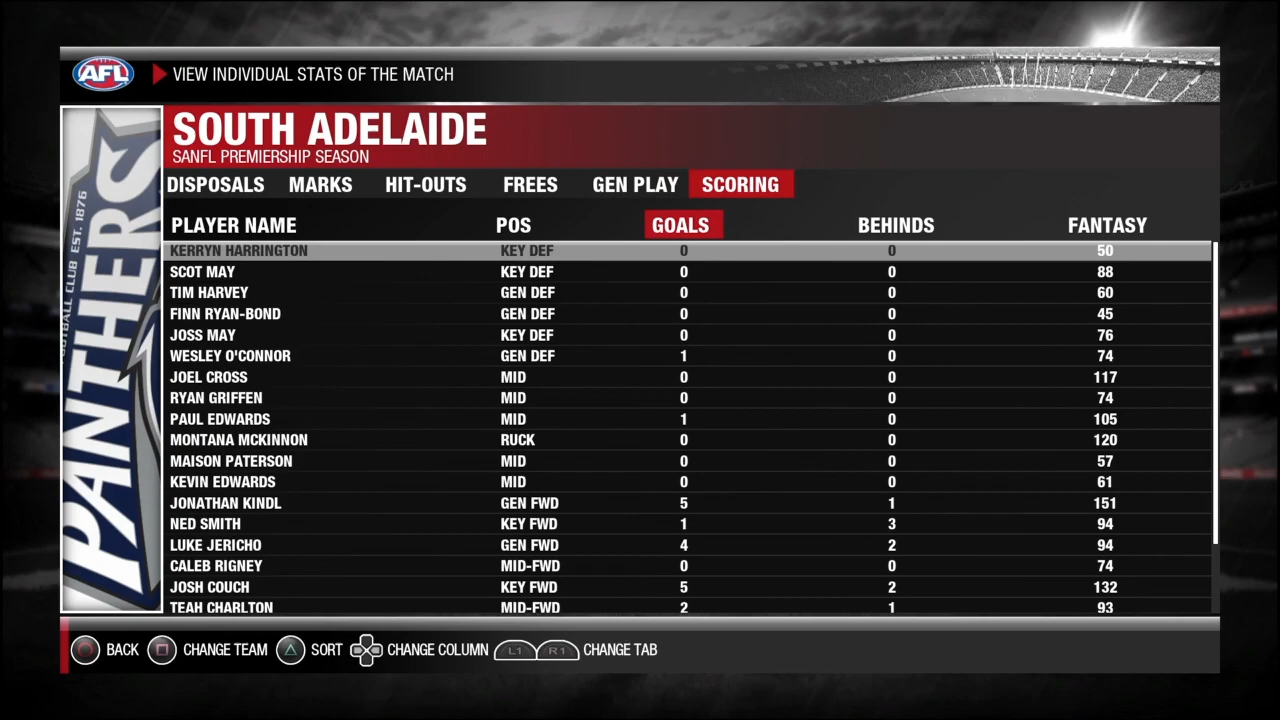 AFL VIEW INDIVIDUAL STATS OF THE MATCH
SOUTH ADELAIDE
SANFL PREMIERSHIP SEASON
PANTHERS
FOOTBALL CLUB EST. 1876
DISPOSALS MARKS HIT-OUTS FREES GEN PLAY SCORING
PLAYER NAME POS GOALS BEHINDS FANTASY
KERRYN HARRINGTON KEY DEF 0 0 50
SCOT MAY KEY DEF 0 0 88
TIM HARVEY GEN DEF 0 0 60
FINN RYAN-BOND GEN DEF 0 0 45
JOSS MAY KEY DEF 0 0 76
WESLEY O'CONNOR GEN DEF 1 0 74
JOEL CROSS MID 0 0 117
RYAN GRIFFEN MID 0 0 74
PAUL EDWARDS MID 1 0 105
MONTANA MCKINNON RUCK 0 0 120
MAISON PATERSON MID 0 0 57
KEVIN EDWARDS MID 0 0 61
JONATHAN KINDL GEN FWD 5 1 151
NED SMITH KEY FWD 1 3 94
LUKE JERICHO GEN FWD 4 2 94
CALEB RIGNEY MID-FWD 0 0 74
JOSH COUCH KEY FWD 5 2 132
TEAH CHARLTON MID-FWD 2 1 93
BACK CHANGE TEAM SORT CHANGE COLUMN L1 R1 CHANGE TAB